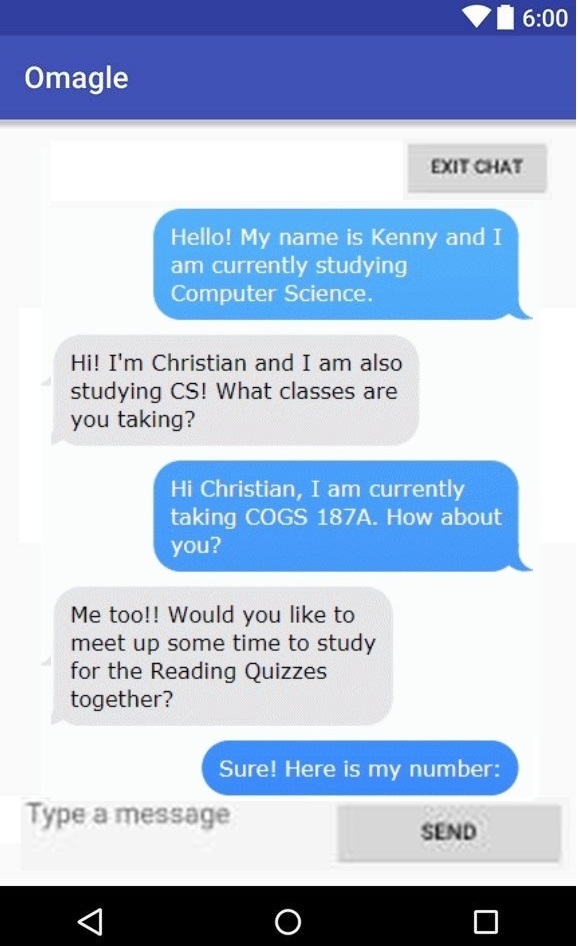 6:00
Omagle
EXIT CHAT
Hello! My name is Kenny and I
am currently studying
Computer Science.
Hi! I'm Christian and I am also
studying CS! What classes are
you taking?
Hi Christian, I am currently
taking COGS 187A. How about
you?
Me too!! Would you like to
meet up some time to study
for the Reading Quizzes
together?
Sure! Here is my number:
Type a message
SEND